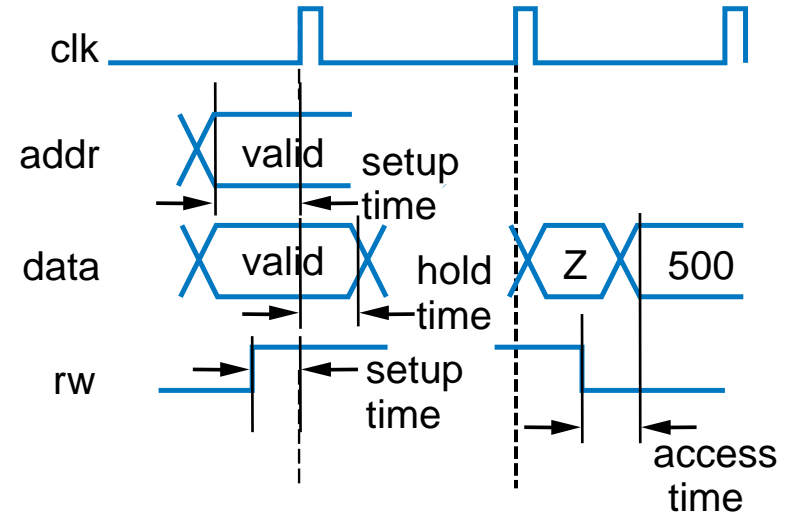 clk
addr
valid
setup
time
data
valid
hold
time
Z
500
rw
setup
time
access
time